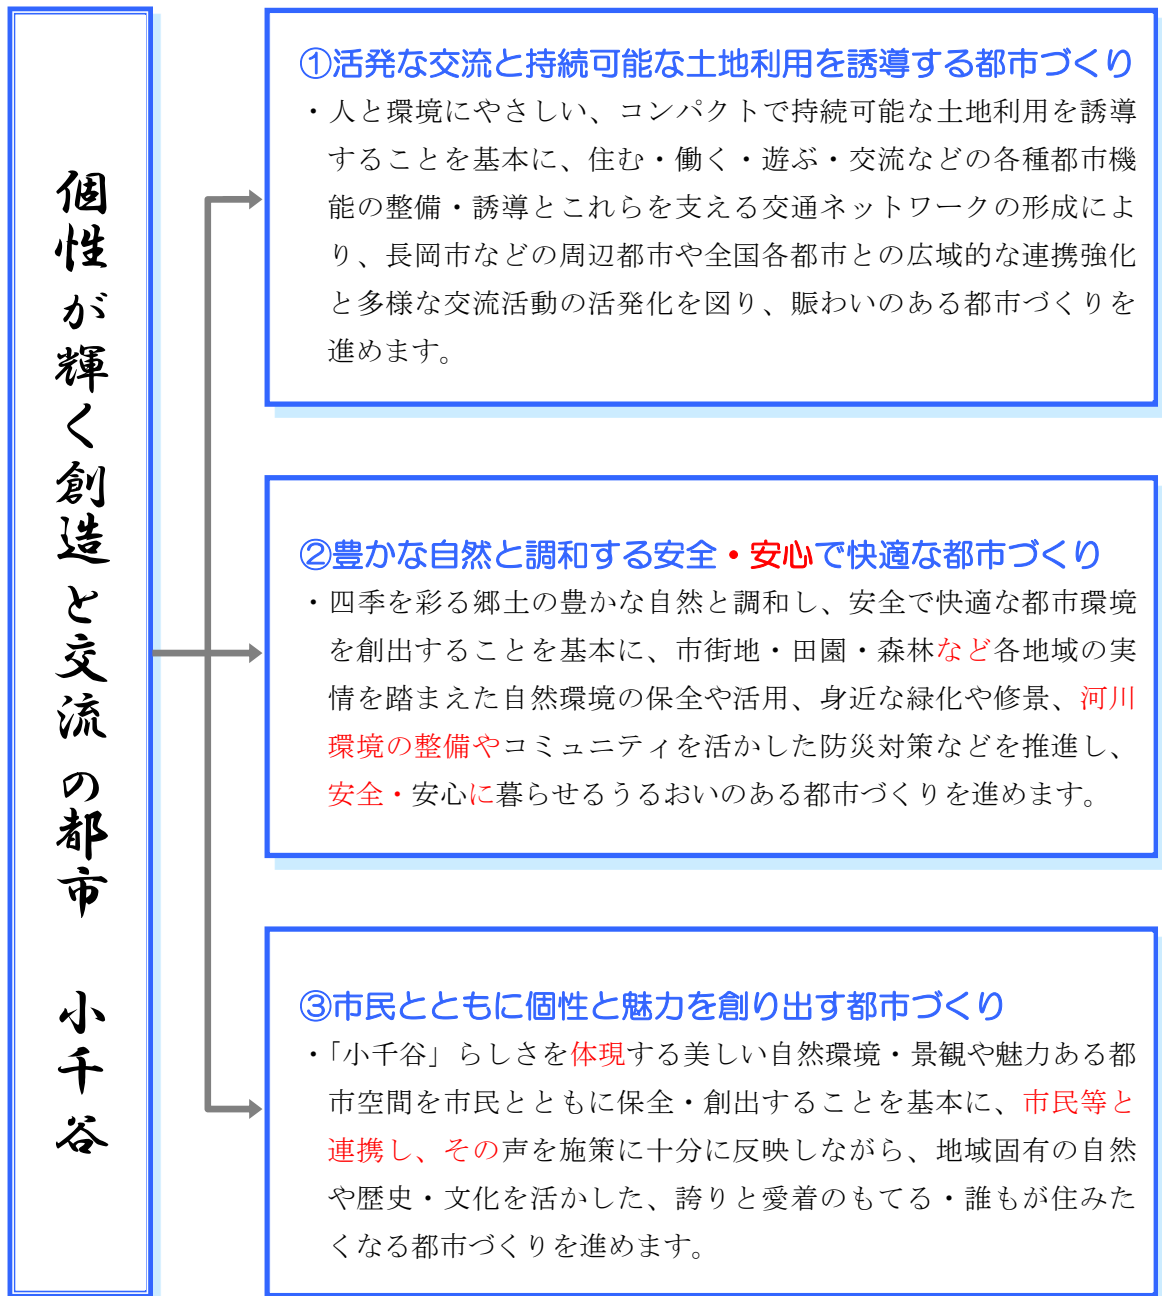 個性が輝く創造と交流の都市　小千谷
①活発な交流と持続可能な土地利用を誘導する都市づくり
・人と環境にやさしい、コンパクトで持続可能な土地利用を誘導
することを基本に、住む・働く・遊ぶ・交流などの各種都市機
能の整備・誘導とこれらを支える交通ネットワークの形成によ
り、長岡市などの周辺都市や全国各都市との広域的な連携強化
と多様な交流活動の活発化を図り、賑わいのある都市づくりを
進めます。
②豊かな自然と調和する安全・安心で快適な都市づくり
・四季を彩る郷土の豊かな自然と調和し、安全で快適な都市環境
を創出することを基本に、市街地・田園・森林など各地域の実
情を踏まえた自然環境の保全や活用、身近な緑化や修景、河川
環境の整備やコミュニティを活かした防災対策などを推進し、
安全・安心に暮らせるうるおいのある都市づくりを進めます。
③市民とともに個性と魅力を創り出す都市づくり
・「小千谷」らしさを体現する美しい自然環境・景観や魅力ある都
市空間を市民とともに保全・創出することを基本に、市民等と
連携し、その声を施策に十分に反映しながら、地域固有の自然
や歴史・文化を活かした、誇りと愛着のもてる・誰もが住みた
くなる都市づくりを進めます。